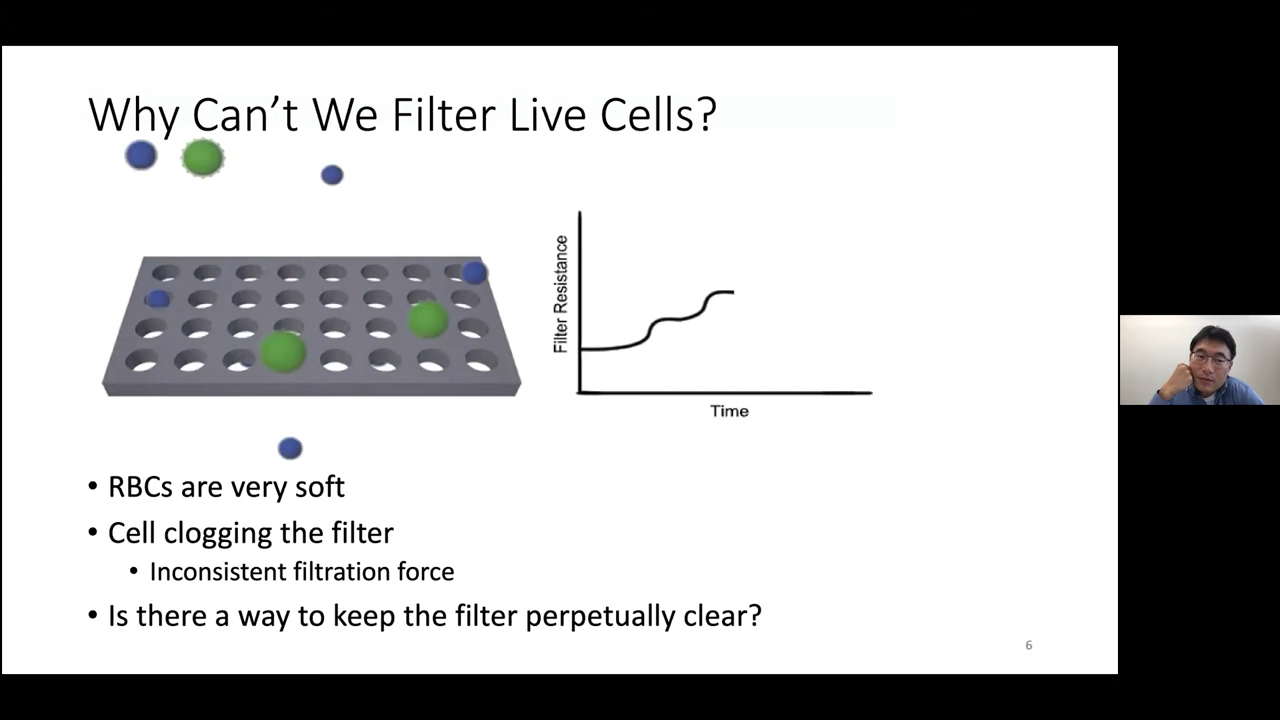 Why Can't We Filter Live Cells?
Filter Resistance
Time
• RBCs are very soft
• Cell clogging the filter
• Inconsistent filtration force
• Is there a way to keep the filter perpetually clear?
6